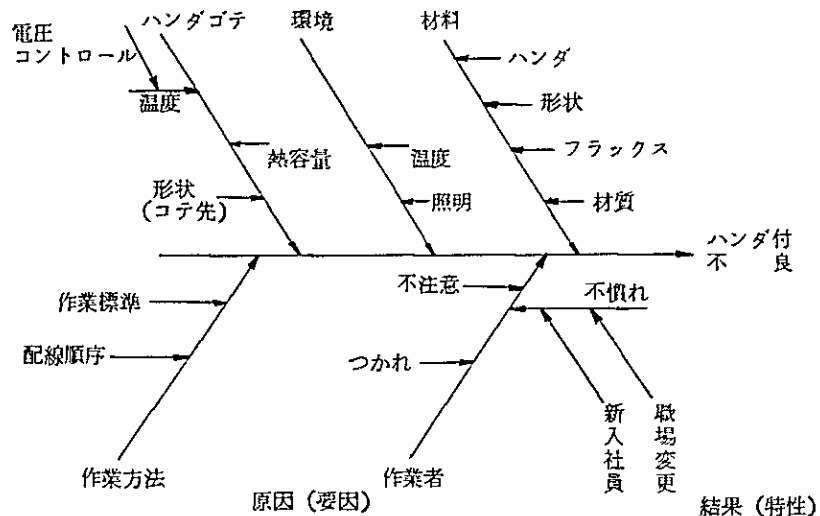 電圧
コントロール
ハンダゴテ
環境
材料
温度
熱容量
形状
(コテ先)
温度
照明
ハンダ
形状
フラックス
材質
ハンダ付
不　良
作業標準
配線順序
作業方法
不注意
不慣れ
つかれ
新入社員
職場変更
作業者
原因 (要因)
結果 (特性)